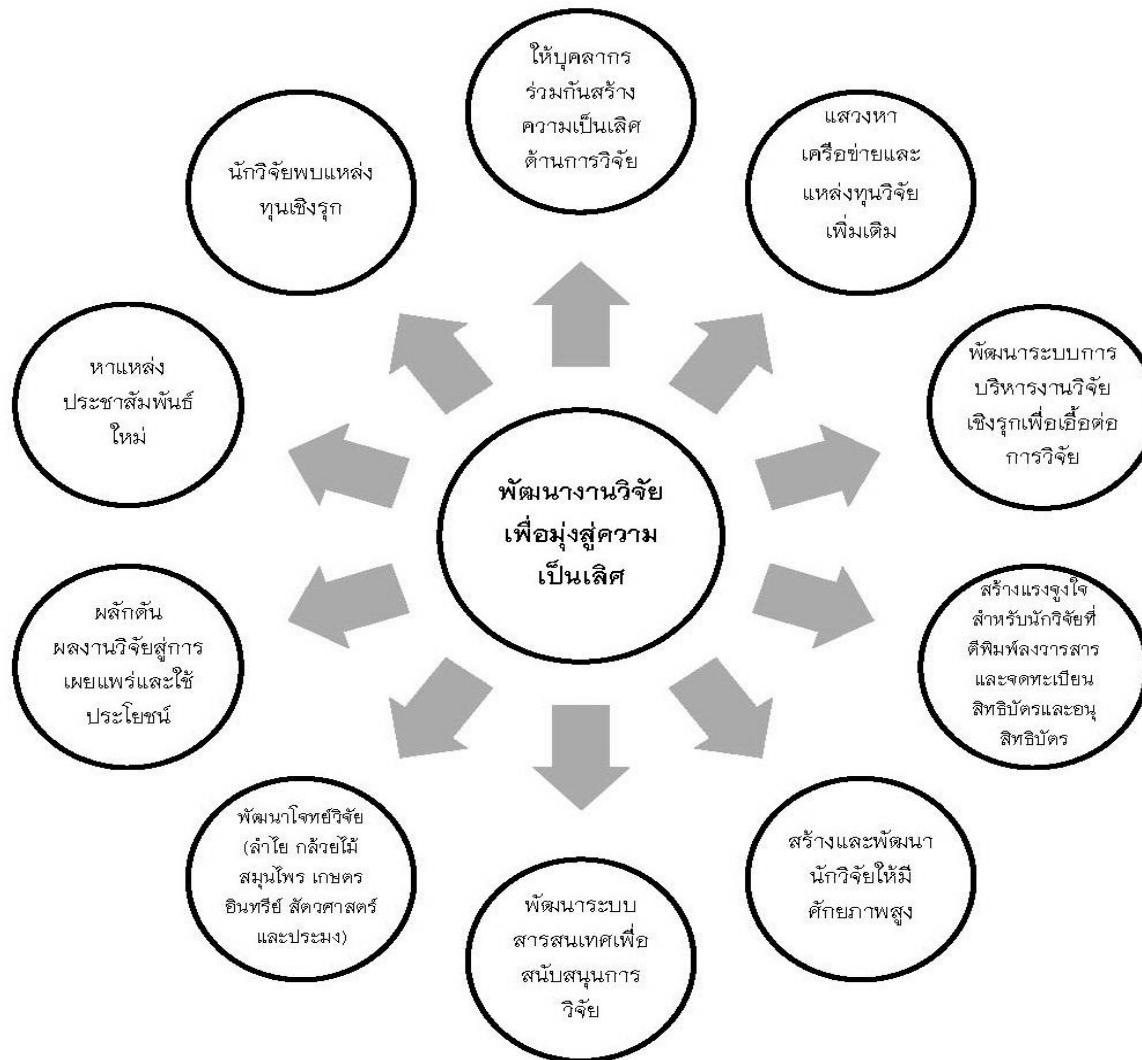 ให้บุคลากร
ร่วมกันสร้าง
ความเป็นเลิศ
ด้านการวิจัย
แสวงหา
เครือข่ายและ
แหล่งทุนวิจัย
เพิ่มเติม
พัฒนาระบบการ
บริหารงานวิจัย
เชิงรุกเพื่อเอื้อต่อ
การวิจัย
สร้างแรงจูงใจ
สำหรับนักวิจัยที่
ตีพิมพ์ลงวารสาร
และจดทะเบียน
สิทธิบัตรและอนุ
สิทธิบัตร
สร้างและพัฒนา
นักวิจัยให้มี
ศักยภาพสูง
พัฒนาระบบ
สารสนเทศเพื่อ
สนับสนุนการ
วิจัย
พัฒนาโจทย์วิจัย
(ลำไย กล้วยไม้
สมุนไพร เกษตร
อินทรีย์ สัตวศาสตร์
และประมง)
ผลักดัน
ผลงานวิจัยสู่การ
เผยแพร่และใช้
ประโยชน์
หาแหล่ง
ประชาสัมพันธ์
ใหม่
นักวิจัยพบแหล่ง
ทุนเชิงรุก
พัฒนางานวิจัย
เพื่อมุ่งสู่ความ
เป็นเลิศ